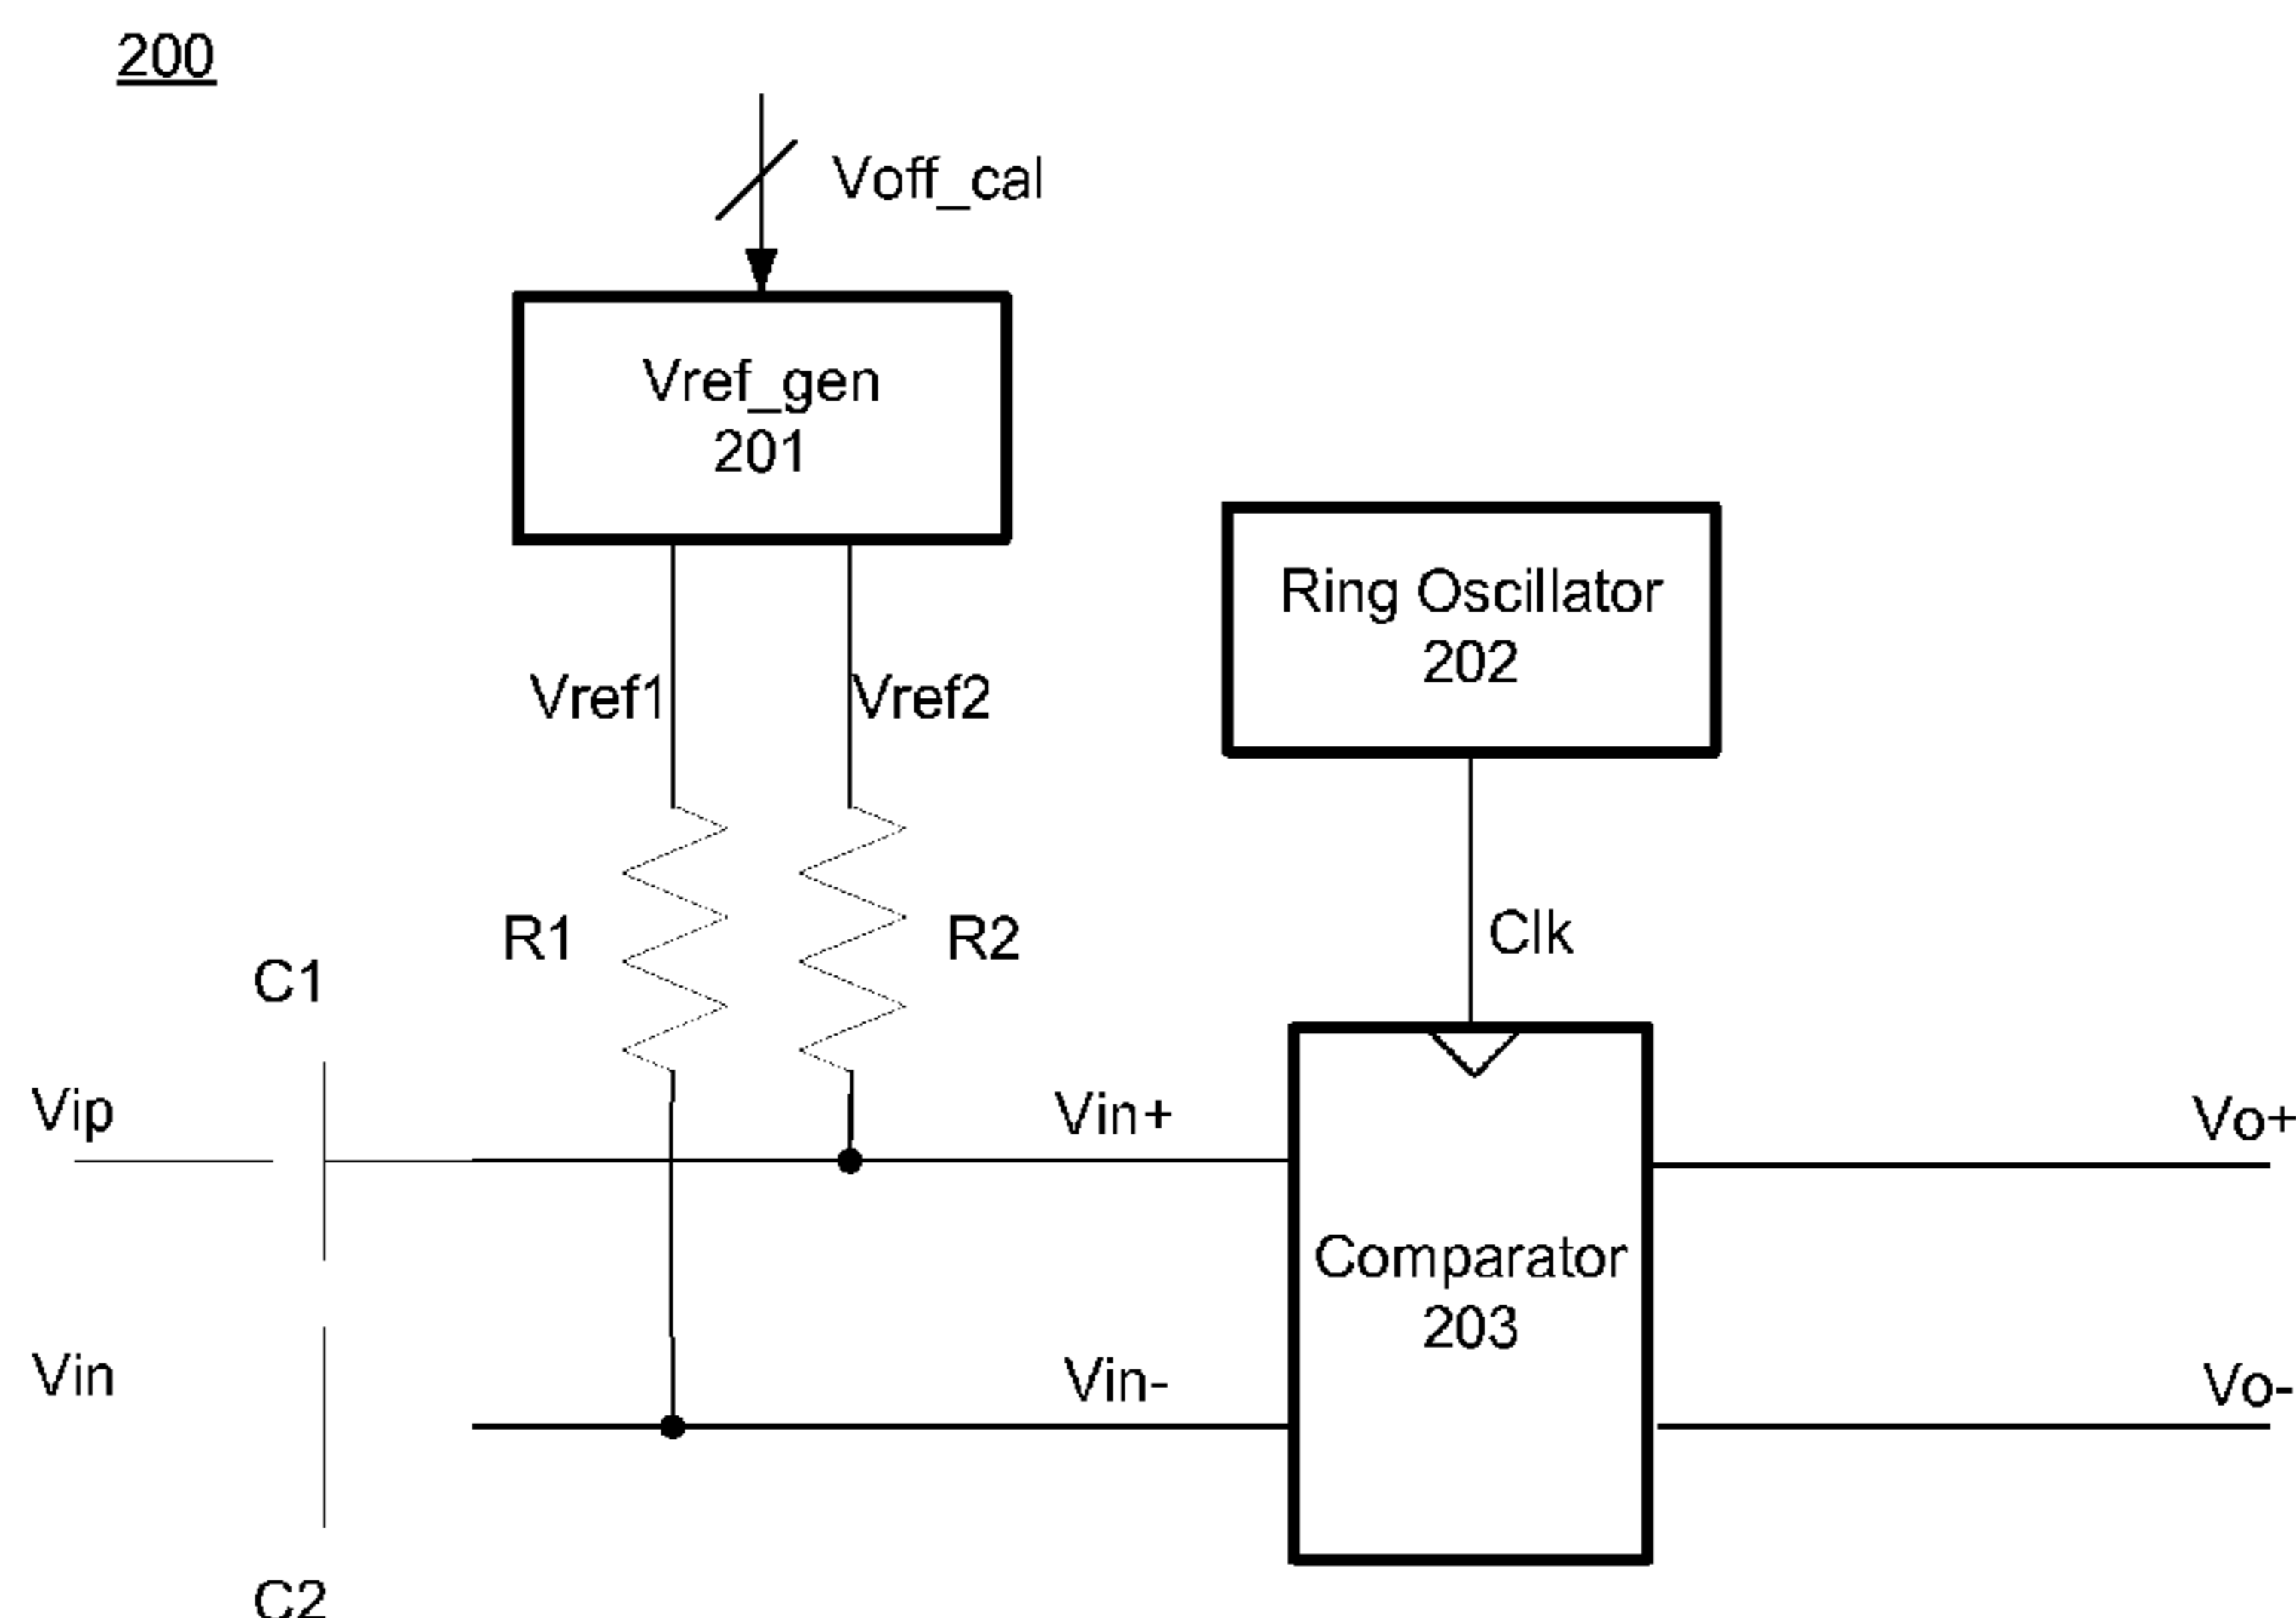 200
Voff_cal
Vref_gen
201
Ring Oscillator
202
Vref1
Vref2
R1
R2
Clk
C1
Vip
Vin+
Vo+
Comparator
203
Vin
Vin-
Vo-
C2